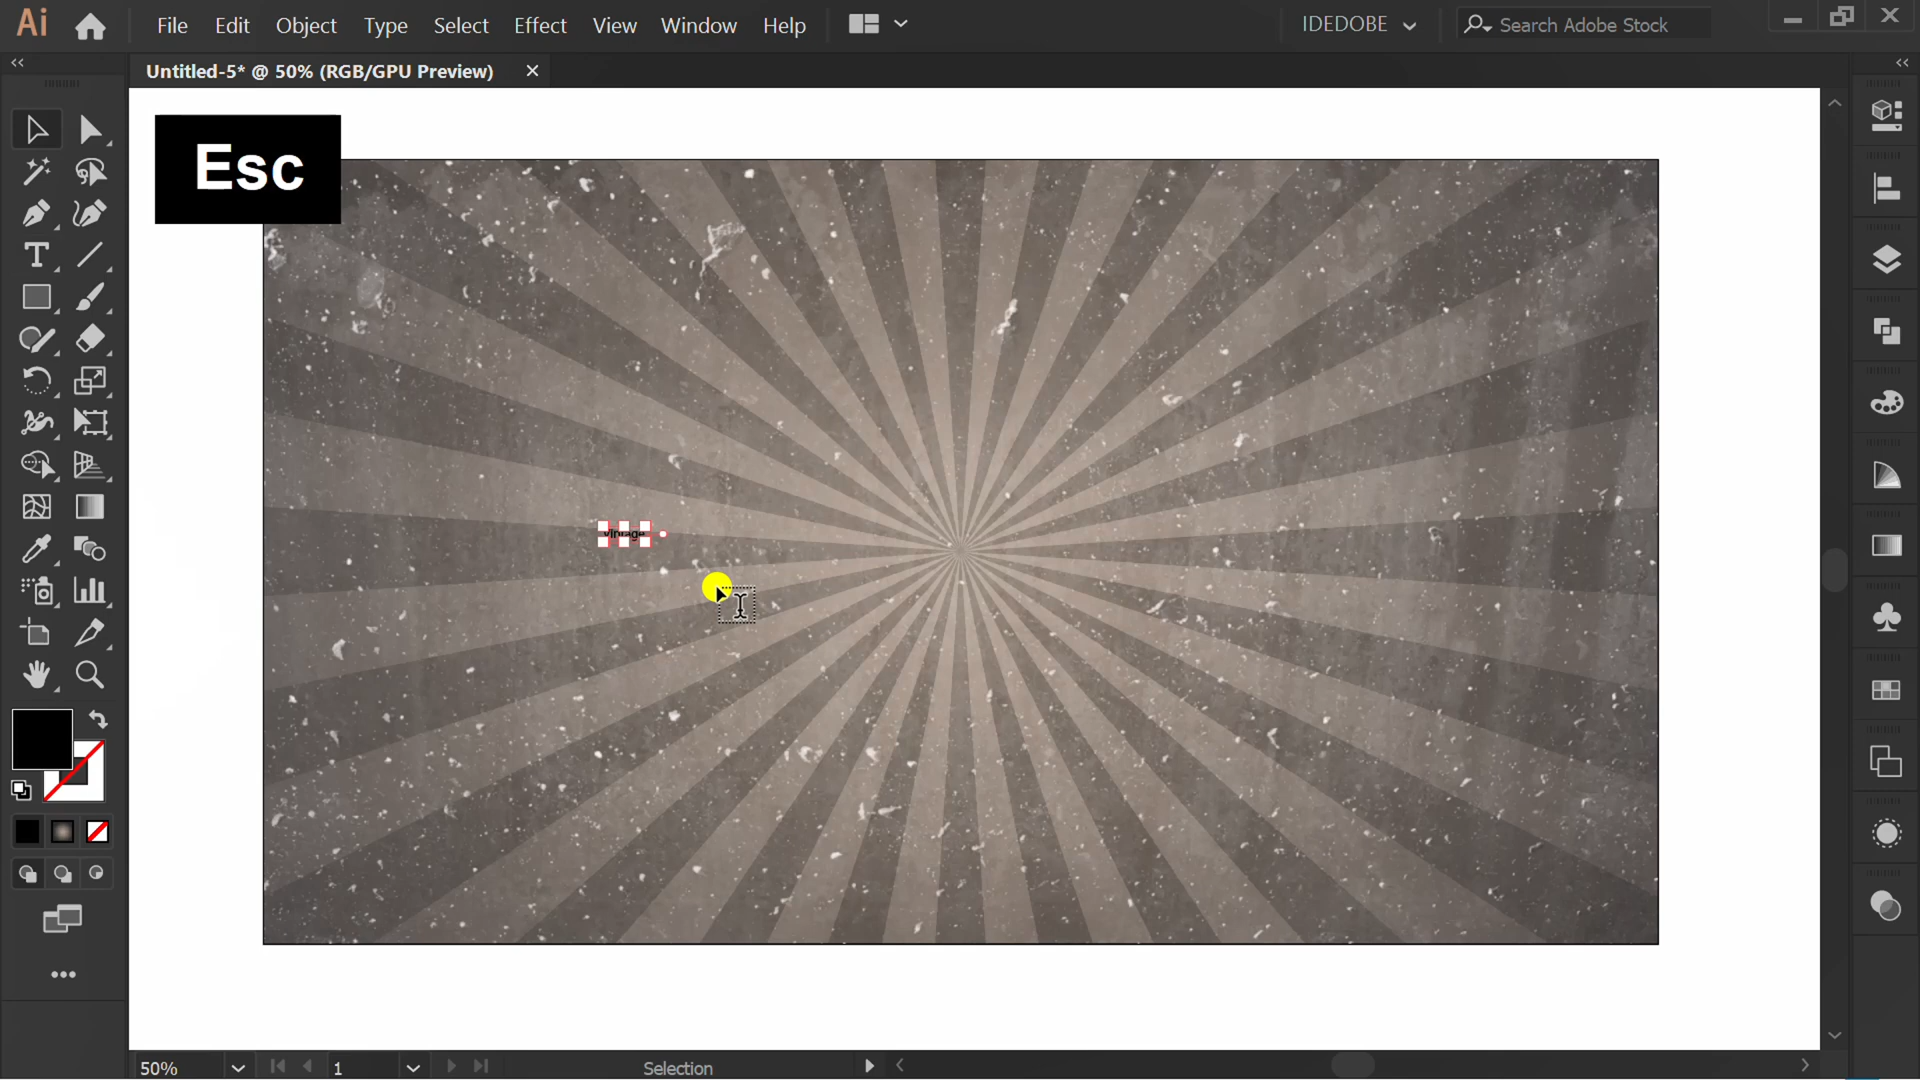 Ai File Edit Object Type Select Effect View Window Help IDEDOBE Search Adobe Stock
Untitled-5* @ 50% (RGB/GPU Preview)
Esc
Vintage
50% 1 Selection